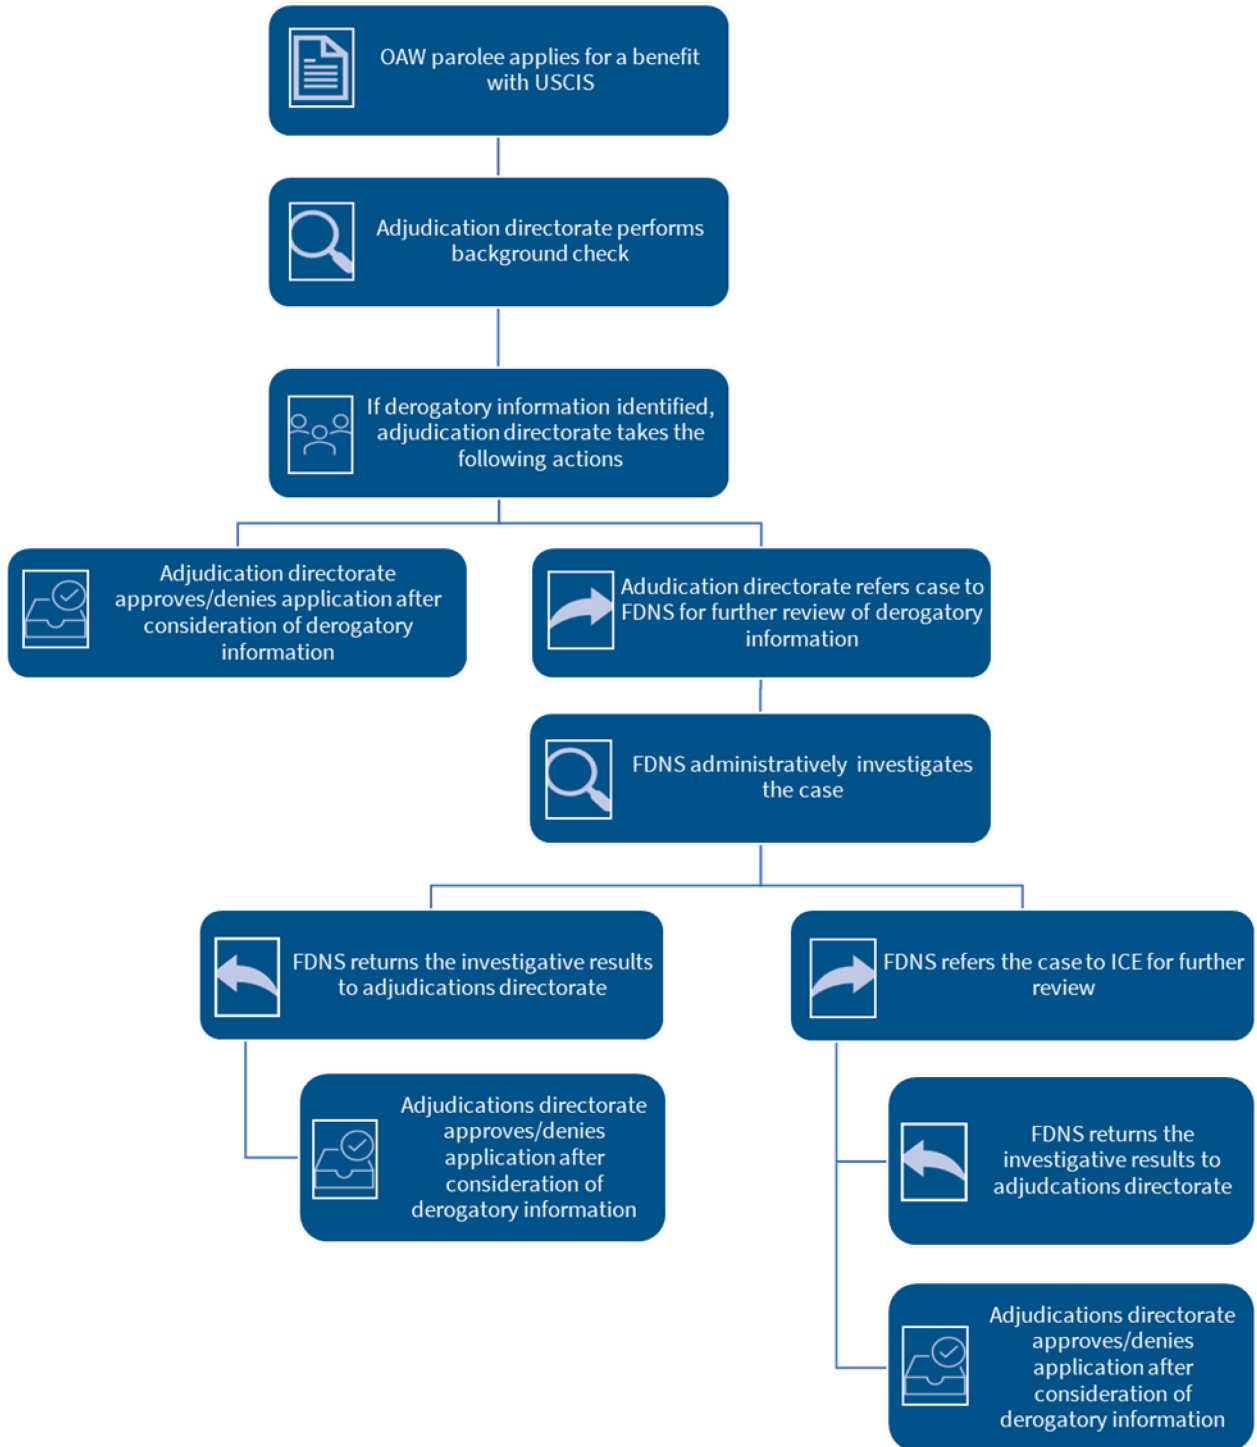 OAW parolee applies for a benefit
with USCIS
Adjudication directorate performs
background check
If derogatory information identified,
adjudication directorate takes the
following actions
Adjudication directorate
approves/denies application after
consideration of derogatory
information
Adudication directorate refers case to
FDNS for further review of derogatory
information
FDNS administratively investigates
the case
FDNS returns the investigative results
to adjudications directorate
FDNS refers the case to ICE for further
review
Adjudications directorate
approves/denies
application after
consideration of
derogatory information
FDNS returns the
investigative results to
adjudcations directorate
Adjudications directorate
approves/denies
application after
consideration of
derogatory information